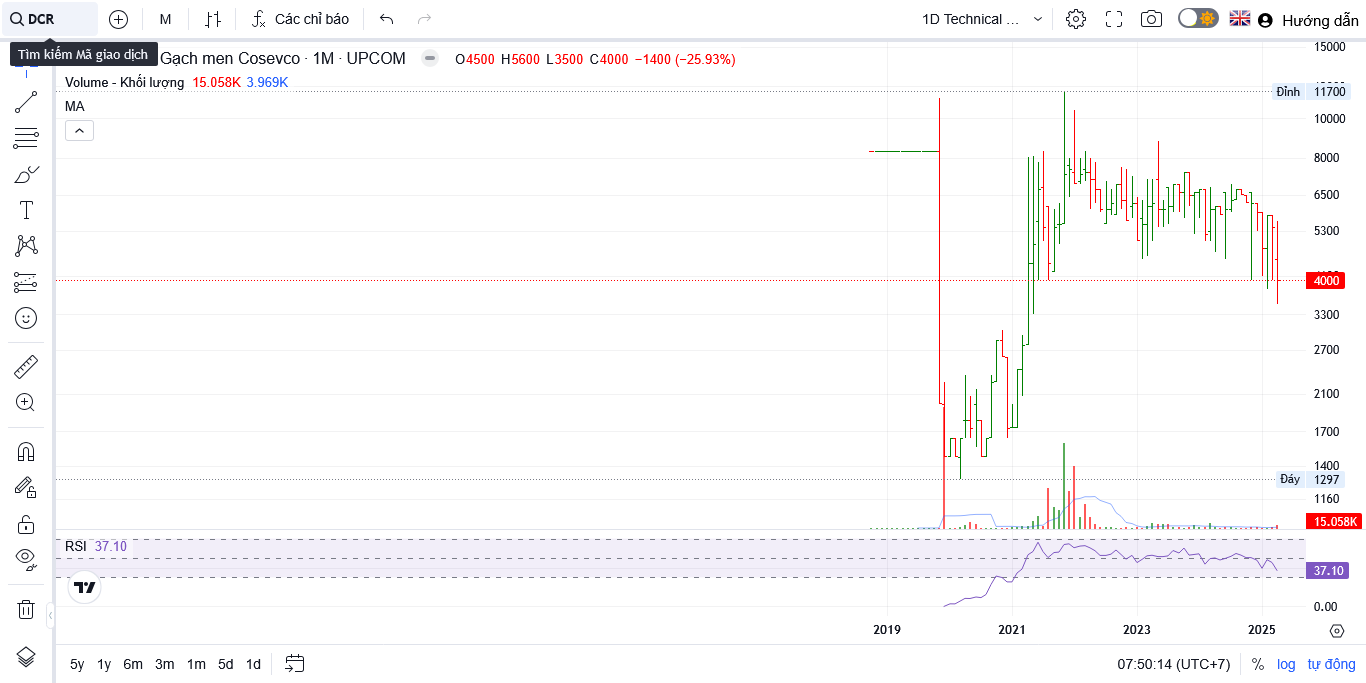 DCR
M
Các chỉ báo
1D Technical ...
Hướng dẫn
Tìm kiếm Mã giao dịch
Gạch men Cosevco · 1M · UPCOM
O4500 H5600 L3500 C4000 −1400 (−25.93%)
Volume - Khối lượng 15.058K 3.969K
MA
15000
Đỉnh 11700
10000
8000
6500
5300
4000
3300
2700
2100
1700
1400
Đáy 1297
1160
15.058K
RSI 37.10
37.10
0.00
2019 2021 2023 2025
5y 1y 6m 3m 1m 5d 1d
07:50:14 (UTC+7) % log tự động